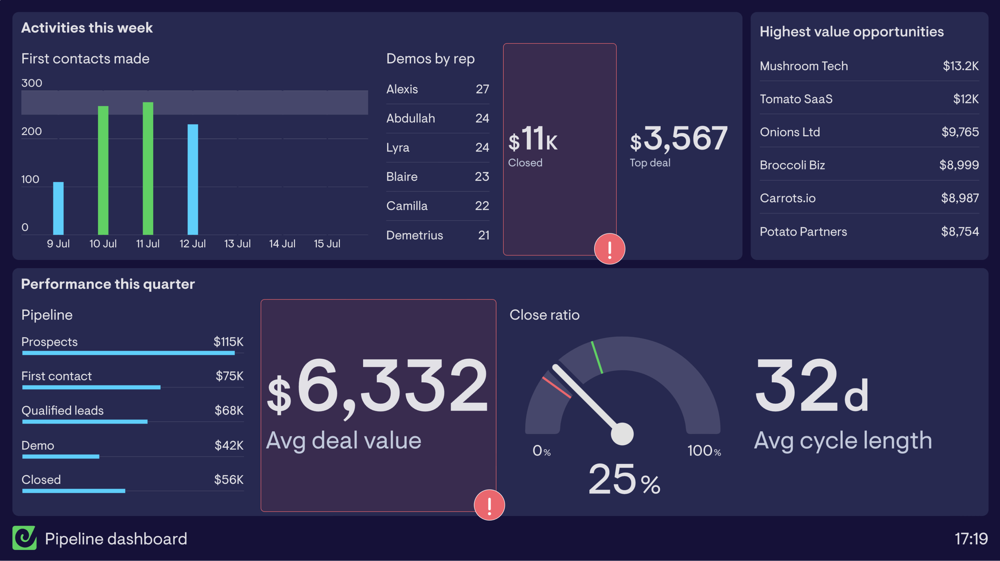 Activities this week
First contacts made
300
200
100
0
9 Jul 10 Jul 11 Jul 12 Jul 13 Jul 14 Jul 15 Jul
Demos by rep
Alexis 27
Abdullah 24
Lyra 24
Blaire 23
Camilla 22
Demetrius 21
$11K
Closed
!
$3,567
Top deal
Highest value opportunities
Mushroom Tech $13.2K
Tomato SaaS $12K
Onions Ltd $9,765
Broccoli Biz $8,999
Carrots.io $8,987
Potato Partners $8,754
Performance this quarter
Pipeline
Prospects $115K
First contact $75K
Qualified leads $68K
Demo $42K
Closed $56K
$6,332
Avg deal value
!
Close ratio
0% 100%
25%
32d
Avg cycle length
Pipeline dashboard
17:19